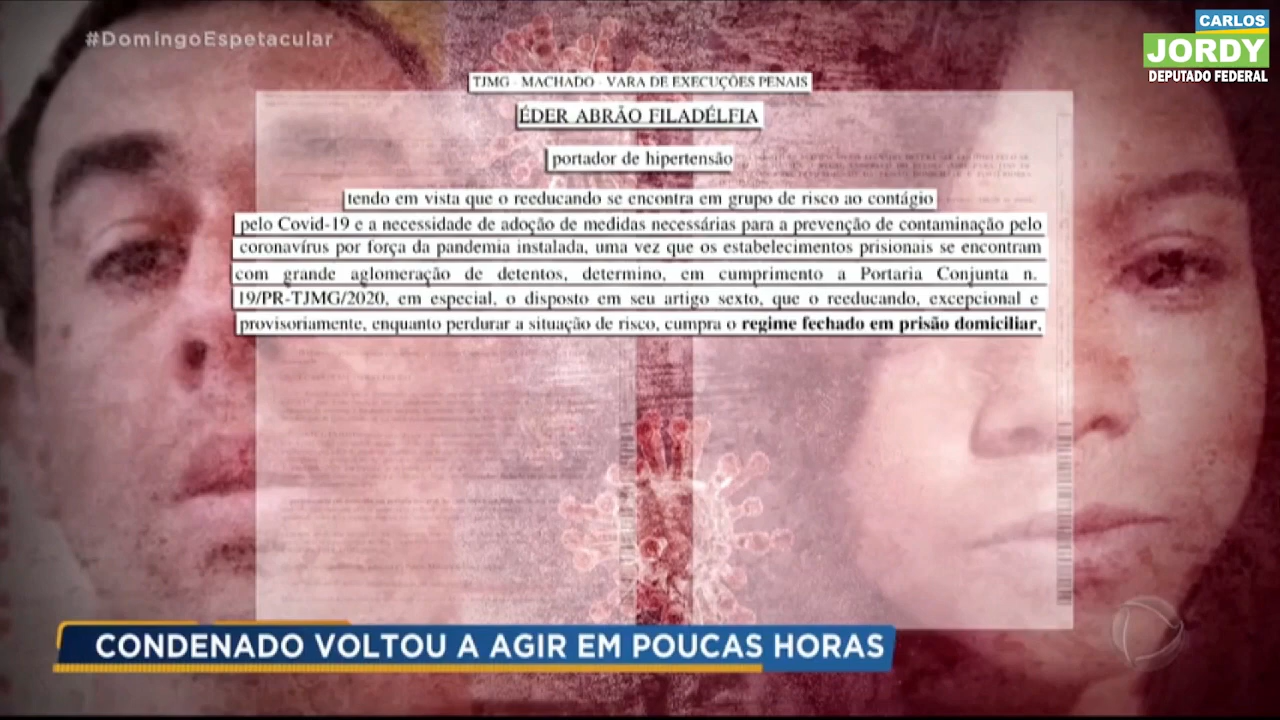 #DomingoEspetacular
CARLOS
JORDY
DEPUTADO FEDERAL
TJMG - MACHADO - VARA DE EXECUÇÕES PENAIS
ÉDER ABRÃO FILADÉLFIA
portador de hipertensão
tendo em vista que o reeducando se encontra em grupo de risco ao contágio
pelo Covid-19 e a necessidade de adoção de medidas necessárias para a prevenção de contaminação pelo
coronavírus por força da pandemia instalada, uma vez que os estabelecimentos prisionais se encontram
com grande aglomeração de detentos, determino, em cumprimento a Portaria Conjunta n.
19/PR-TJMG/2020, em especial, o disposto em seu artigo sexto, que o reeducando, excepcional e
provisoriamente, enquanto perdurar a situação de risco, cumpra o regime fechado em prisão domiciliar,
CONDENADO VOLTOU A AGIR EM POUCAS HORAS